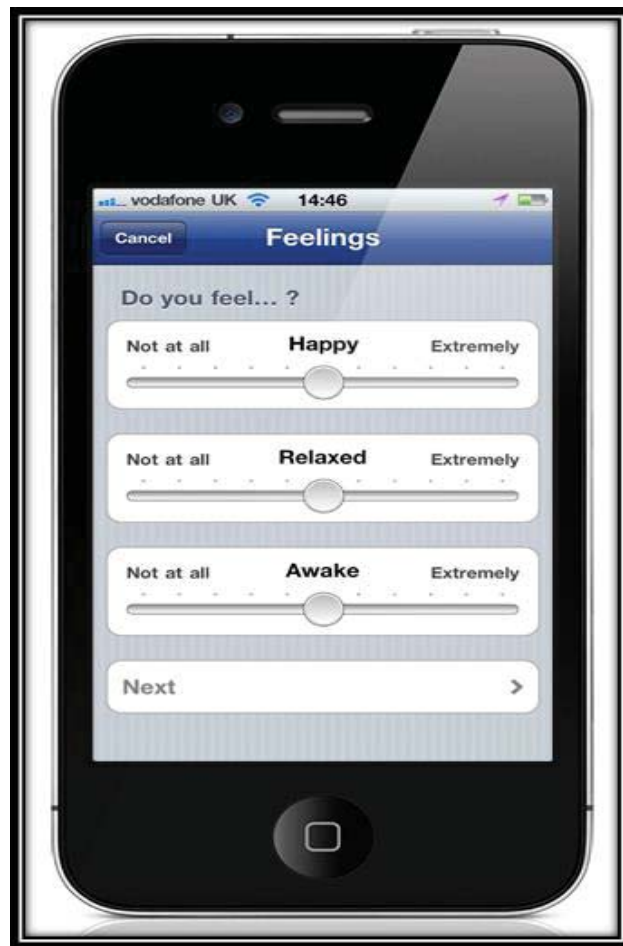 vodafone UK 14:46
Cancel Feelings
Do you feel... ?
Not at all Happy Extremely
Not at all Relaxed Extremely
Not at all Awake Extremely
Next